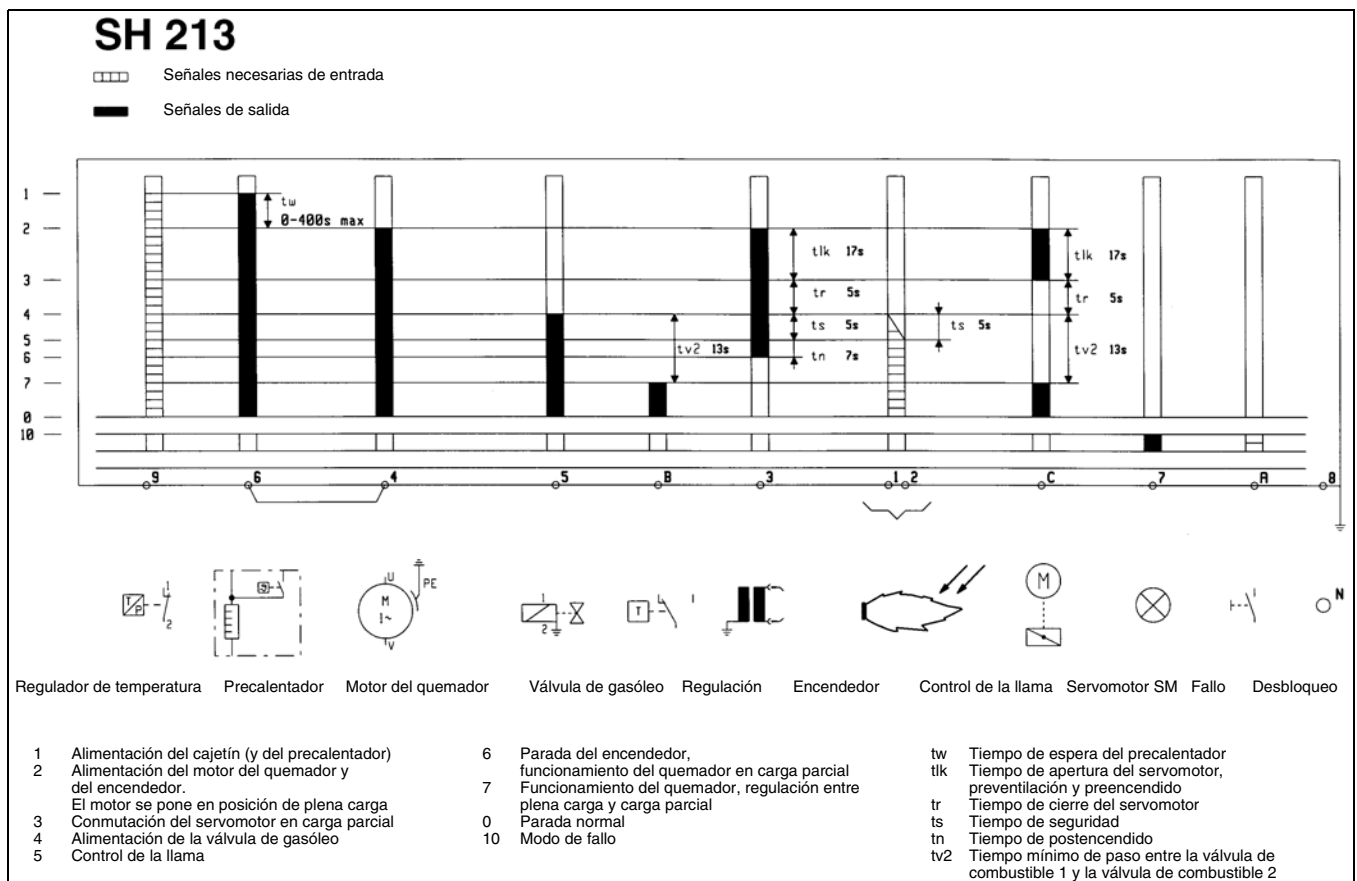 SH 213
Señales necesarias de entrada
Señales de salida
1
2
3
4
5
6
7
0
10
tw
0-400s max
tv2 13s
tlk 17s
tr 5s
ts 5s
tn 7s
ts 5s
tlk 17s
tr 5s
tv2 13s
9 6 4 5 B 3 1 2 C 7 A 8
T P 1 2
U M 1~ V PE
1 2
T 1
M
N
Regulador de temperatura Precalentador Motor del quemador Válvula de gasóleo Regulación Encendedor Control de la llama Servomotor SM Fallo Desbloqueo
1 Alimentación del cajetín (y del precalentador)
2 Alimentación del motor del quemador y
del encendedor.
El motor se pone en posición de plena carga
3 Conmutación del servomotor en carga parcial
4 Alimentación de la válvula de gasóleo
5 Control de la llama
6 Parada del encendedor,
funcionamiento del quemador en carga parcial
7 Funcionamiento del quemador, regulación entre
plena carga y carga parcial
0 Parada normal
10 Modo de fallo
tw Tiempo de espera del precalentador
tlk Tiempo de apertura del servomotor,
preventilación y preencendido
tr Tiempo de cierre del servomotor
ts Tiempo de seguridad
tn Tiempo de postencendido
tv2 Tiempo mínimo de paso entre la válvula de
combustible 1 y la válvula de combustible 2